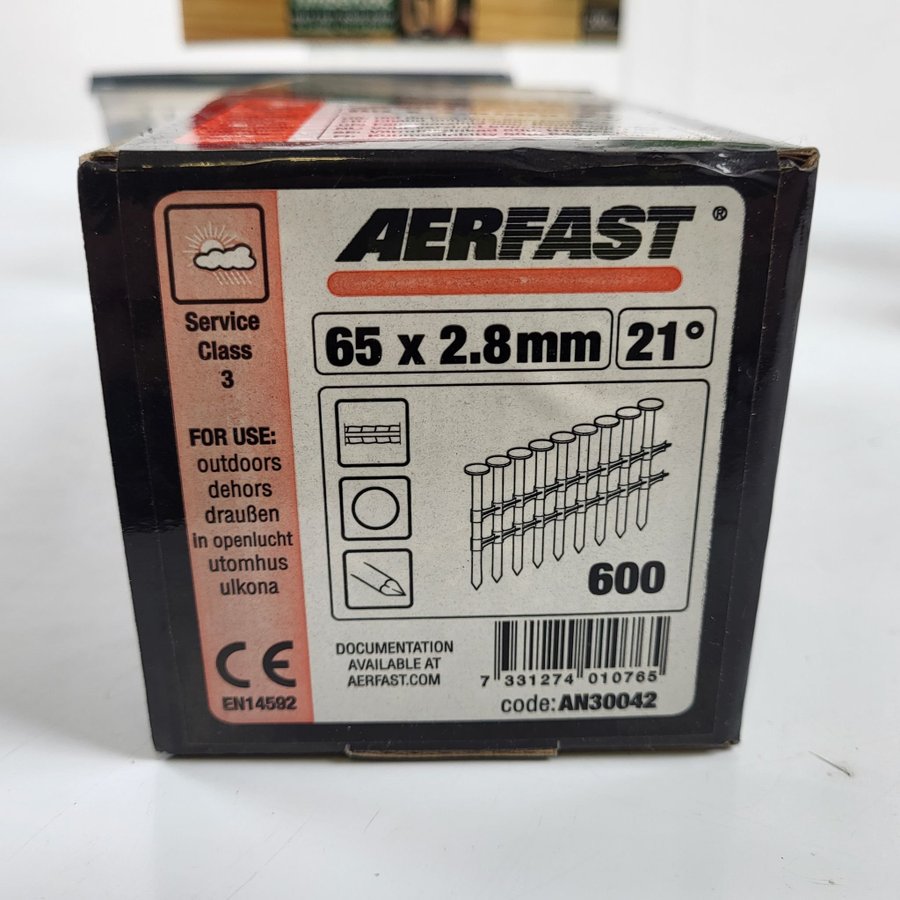 AERFAST®
65 x 2.8mm
21°
Service
Class
3
FOR USE:
outdoors
dehors
draußen
in openlucht
utomhus
ulkona
CE
EN14592
600
DOCUMENTATION
AVAILABLE AT
AERFAST.COM
7 331274 010765
code: AN30042